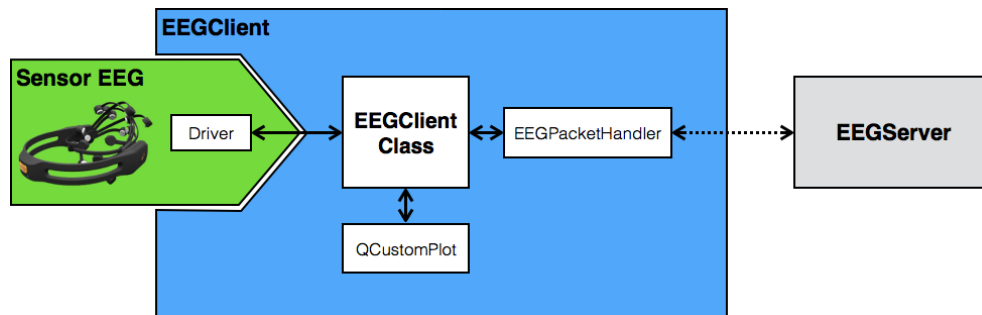 EEGClient
Sensor EEG
Driver
EEGClient
Class
EEGPacketHandler
EEGServer
QCustomPlot